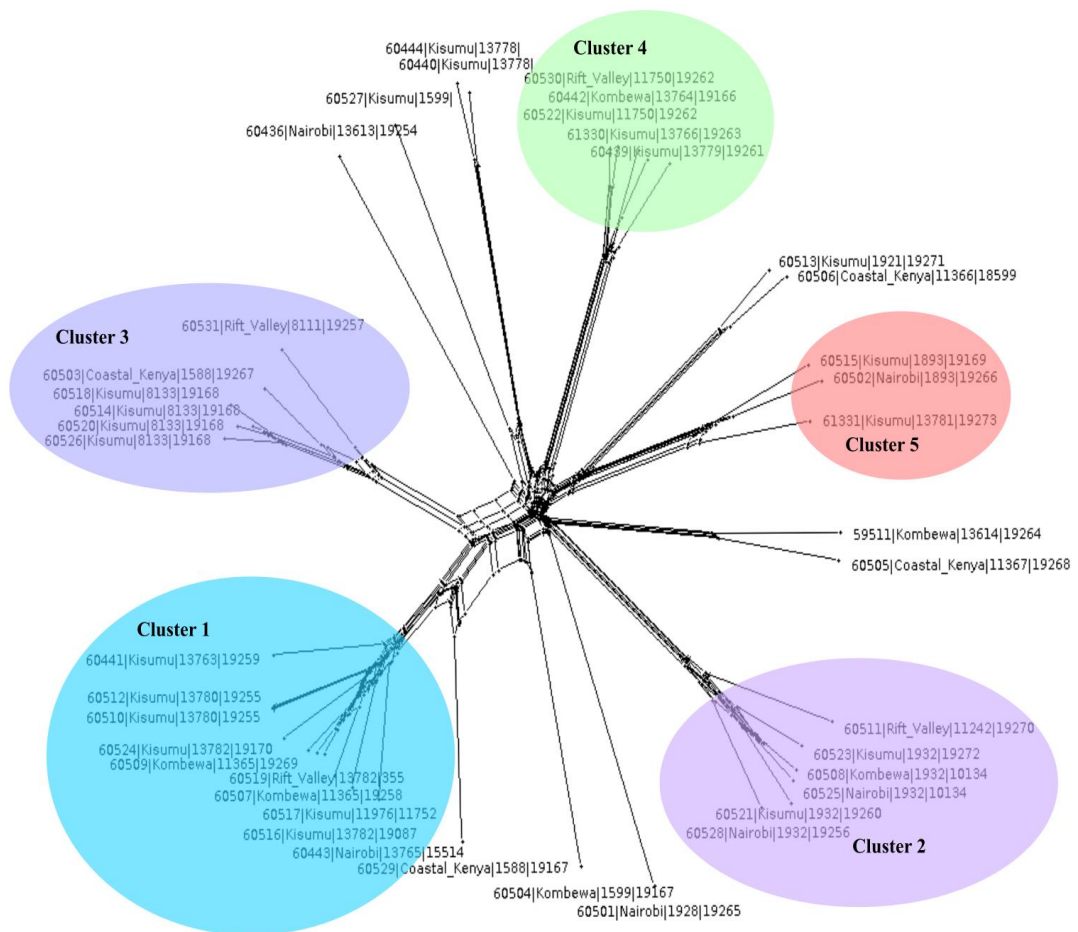 60444|Kisumu|13778|
60440|Kisumu|13778|
60527|Kisumu|1599|
60436|Nairobi|13613|19254
Cluster 4
60530|Rift_Valley|11750|19262
60442|Kombewa|13764|19166
60522|Kisumu|11750|19262
61330|Kisumu|13766|19263
60439|Kisumu|13779|19261
60513|Kisumu|1921|19271
60506|Coastal_Kenya|11366|18599
Cluster 3
60531|Rift_Valley|8111|19257
60503|Coastal_Kenya|1588|19267
60518|Kisumu|8133|19168
60514|Kisumu|8133|19168
60520|Kisumu|8133|19168
60526|Kisumu|8133|19168
60515|Kisumu|1893|19169
60502|Nairobi|1893|19266
61331|Kisumu|13781|19273
Cluster 5
59511|Kombewa|13614|19264
60505|Coastal_Kenya|11367|19268
Cluster 1
60441|Kisumu|13763|19259
60512|Kisumu|13780|19255
60510|Kisumu|13780|19255
60524|Kisumu|13782|19170
60509|Kombewa|11365|19269
60519|Rift_Valley|13782|355
60507|Kombewa|11365|19258
60517|Kisumu|11976|11752
60516|Kisumu|13782|19087
60443|Nairobi|13765|15514
60529|Coastal_Kenya|1588|19167
60504|Kombewa|1599|19167
60501|Nairobi|1928|19265
60511|Rift_Valley|11242|19270
60523|Kisumu|1932|19272
60508|Kombewa|1932|10134
60525|Nairobi|1932|10134
60521|Kisumu|1932|19260
60528|Nairobi|1932|19256
Cluster 2